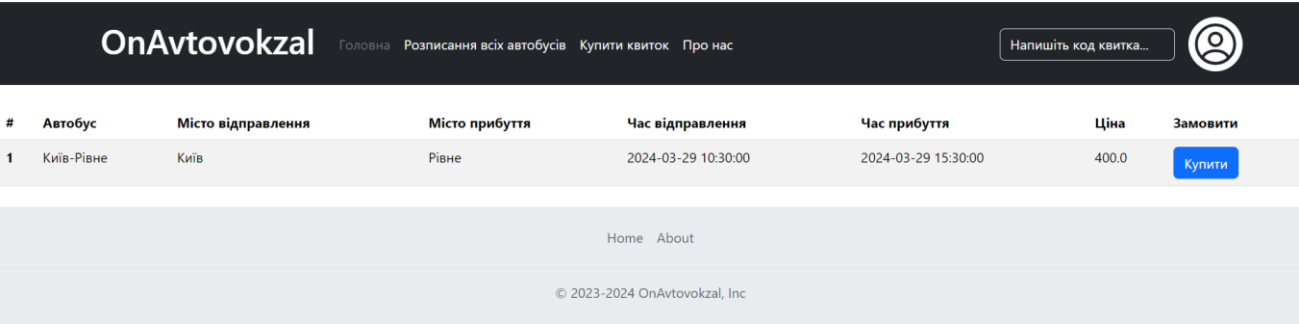 OnAvtovokzal Головна Розписання всіх автобусів Купити квиток Про нас Напишіть код квитка...
# Автобус Місто відправлення Місто прибуття Час відправлення Час прибуття Ціна Замовити
1 Київ-Рівне Київ Рівне 2024-03-29 10:30:00 2024-03-29 15:30:00 400.0 Купити
Home About
© 2023-2024 OnAvtovokzal, Inc